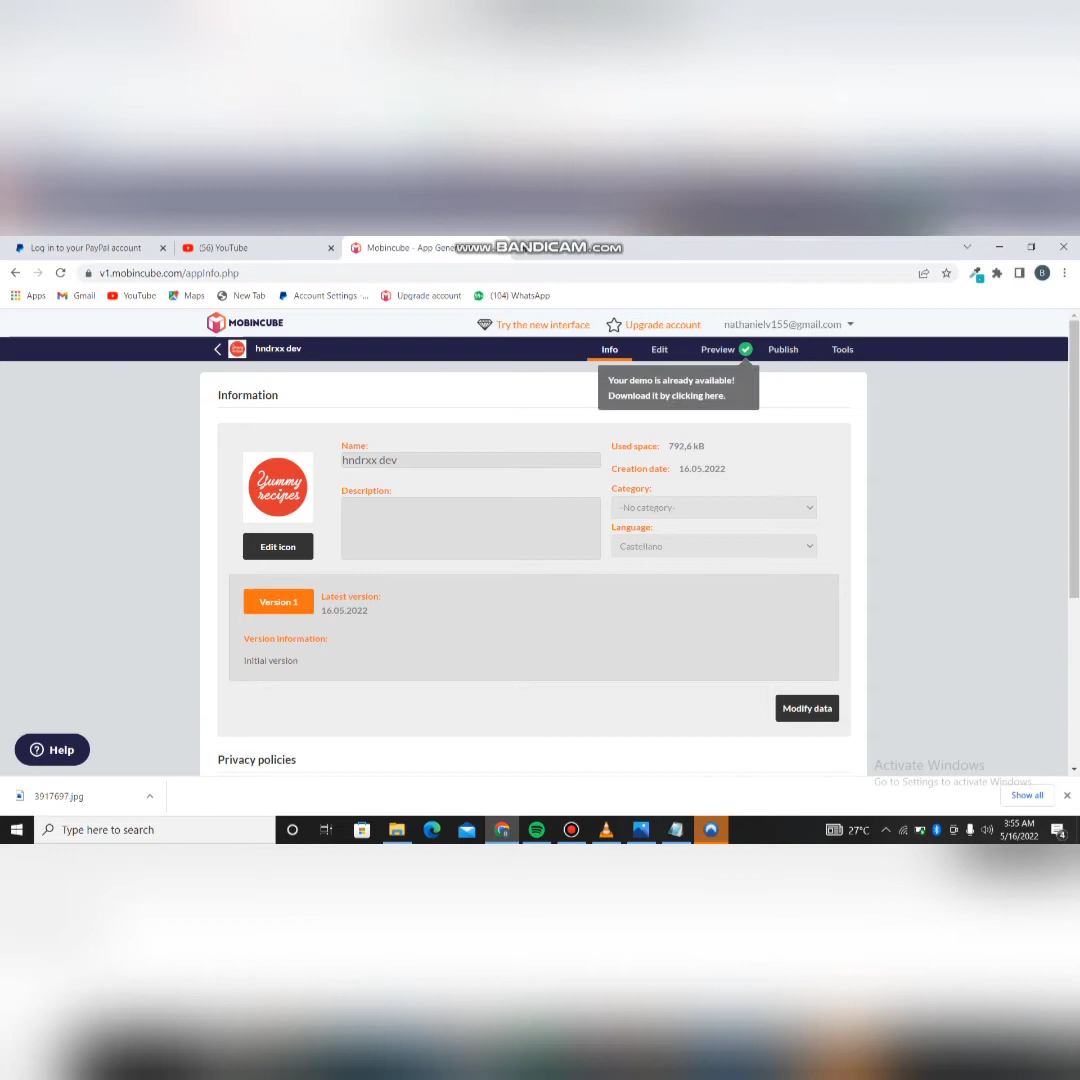 Log in to your PayPal account
(56) YouTube
Mobincube - App Gene
www.BANDICAM.com
v1.mobincube.com/appInfo.php
B
Apps
Gmail
YouTube
Maps
New Tab
Account Settings -...
Upgrade account
(104) WhatsApp
MOBINCUBE
Try the new interface
Upgrade account
nathanielv155@gmail.com
hndrxx dev
Info
Edit
Preview
Publish
Tools
Your demo is already available!
Download it by clicking here.
Information
Yummy
recipes
Edit icon
Name:
hndrxx dev
Description:
Used space: 792,6 kB
Creation date: 16.05.2022
Category:
-No category-
Language:
Castellano
Version 1
Latest version:
16.05.2022
Version information:
Initial version
Modify data
Privacy policies
Help
Activate Windows
Go to Settings to activate Windows.
3917697.jpg
Show all
Type here to search
27°C
3:55 AM
5/16/2022
4